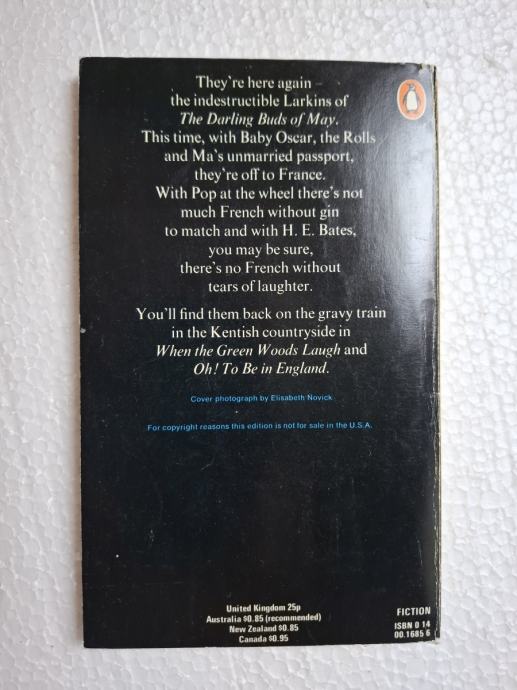 They're here again –
the indestructible Larkins of
The Darling Buds of May.
This time, with Baby Oscar, the Rolls
and Ma's unmarried passport,
they're off to France.
With Pop at the wheel there's not
much French without gin
to match and with H. E. Bates,
you may be sure,
there's no French without
tears of laughter.
You'll find them back on the gravy train
in the Kentish countryside in
When the Green Woods Laugh and
Oh! To Be in England.
Cover photograph by Elisabeth Novick
For copyright reasons this edition is not for sale in the U.S.A.
United Kingdom 25p
Australia $0.85 (recommended)
New Zealand $0.85
Canada $0.95
FICTION
ISBN 0 14
00.1685 6